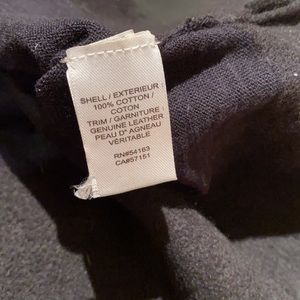 SHELL / EXTERIEUR
100% COTTON /
COTON
TRIM / GARNITURE :
GENUINE LEATHER
PEAU D' AGNEAU
VÉRITABLE
RN#54163
CA#57151